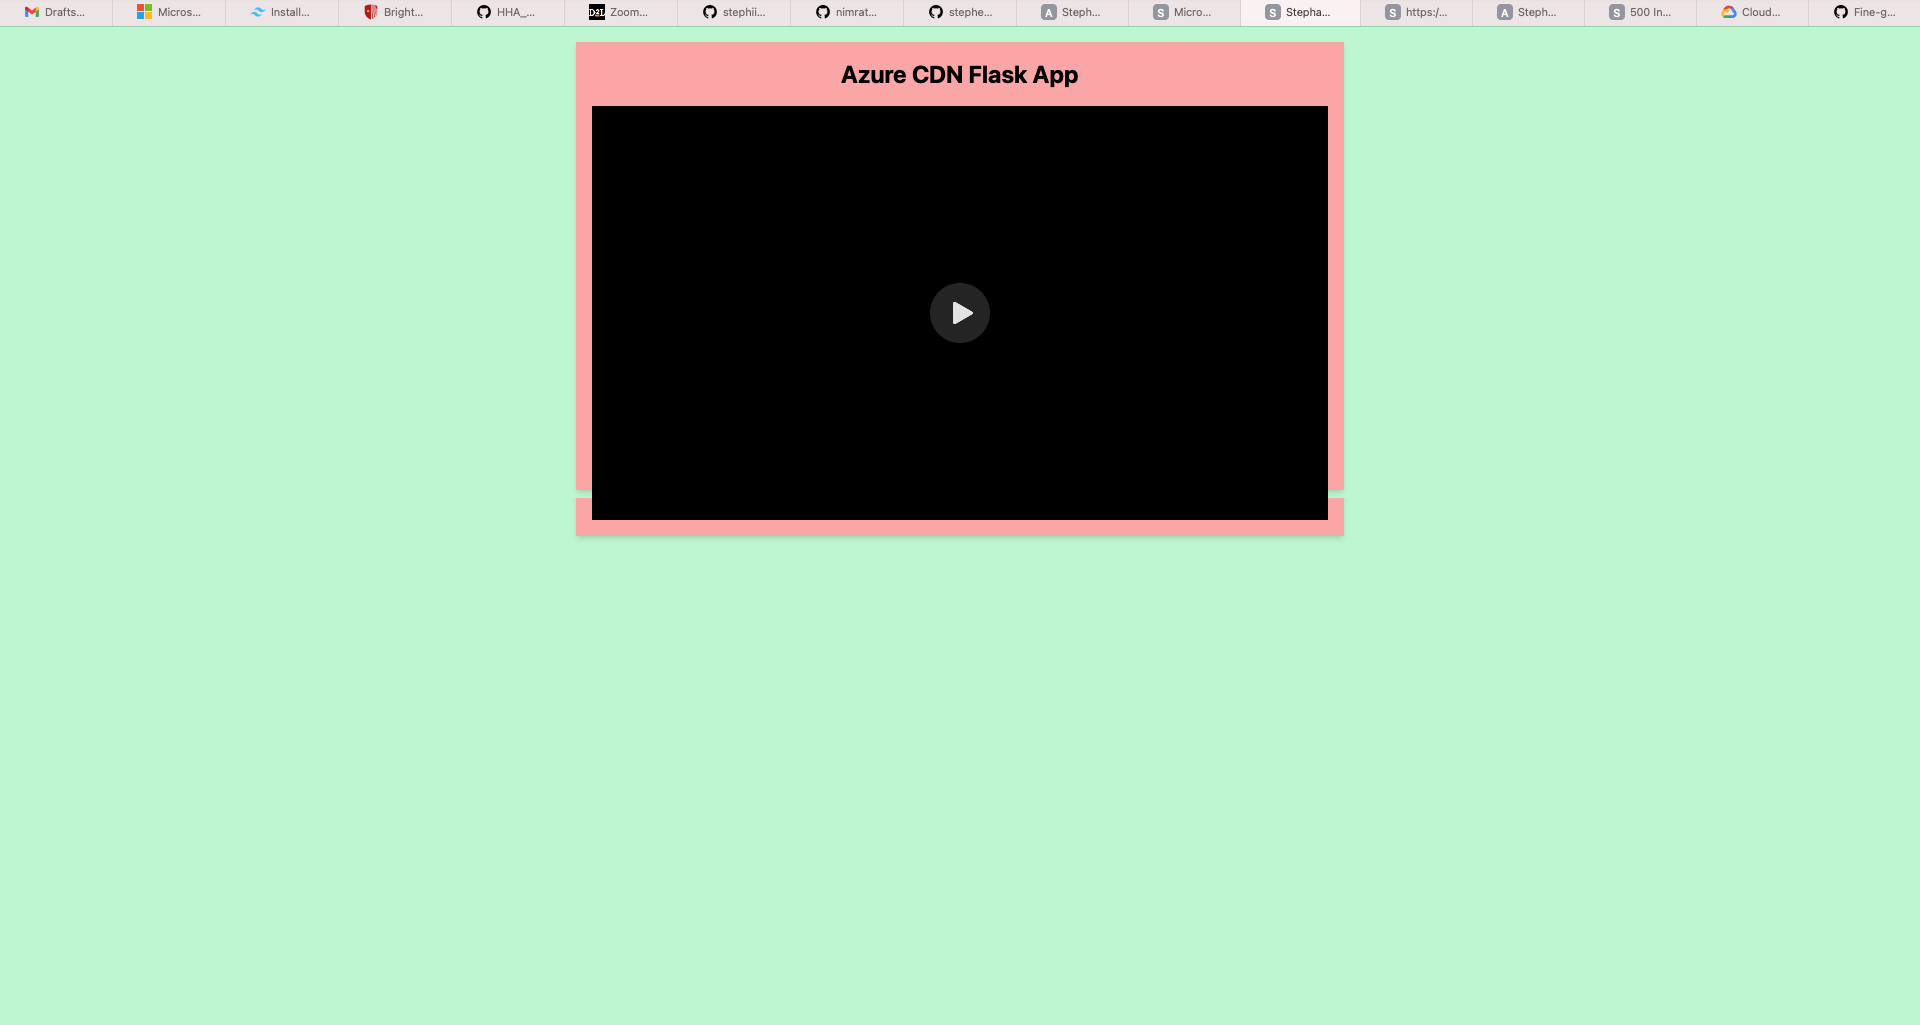 Drafts...
Micros...
Install...
Bright...
HHA_...
D2L
Zoom...
stephii...
nimrat...
stephe...
A
Steph...
S
Micro...
S
Stepha...
S
https:/...
A
Steph...
S
500 In...
Cloud...
Fine-g...
Azure CDN Flask App